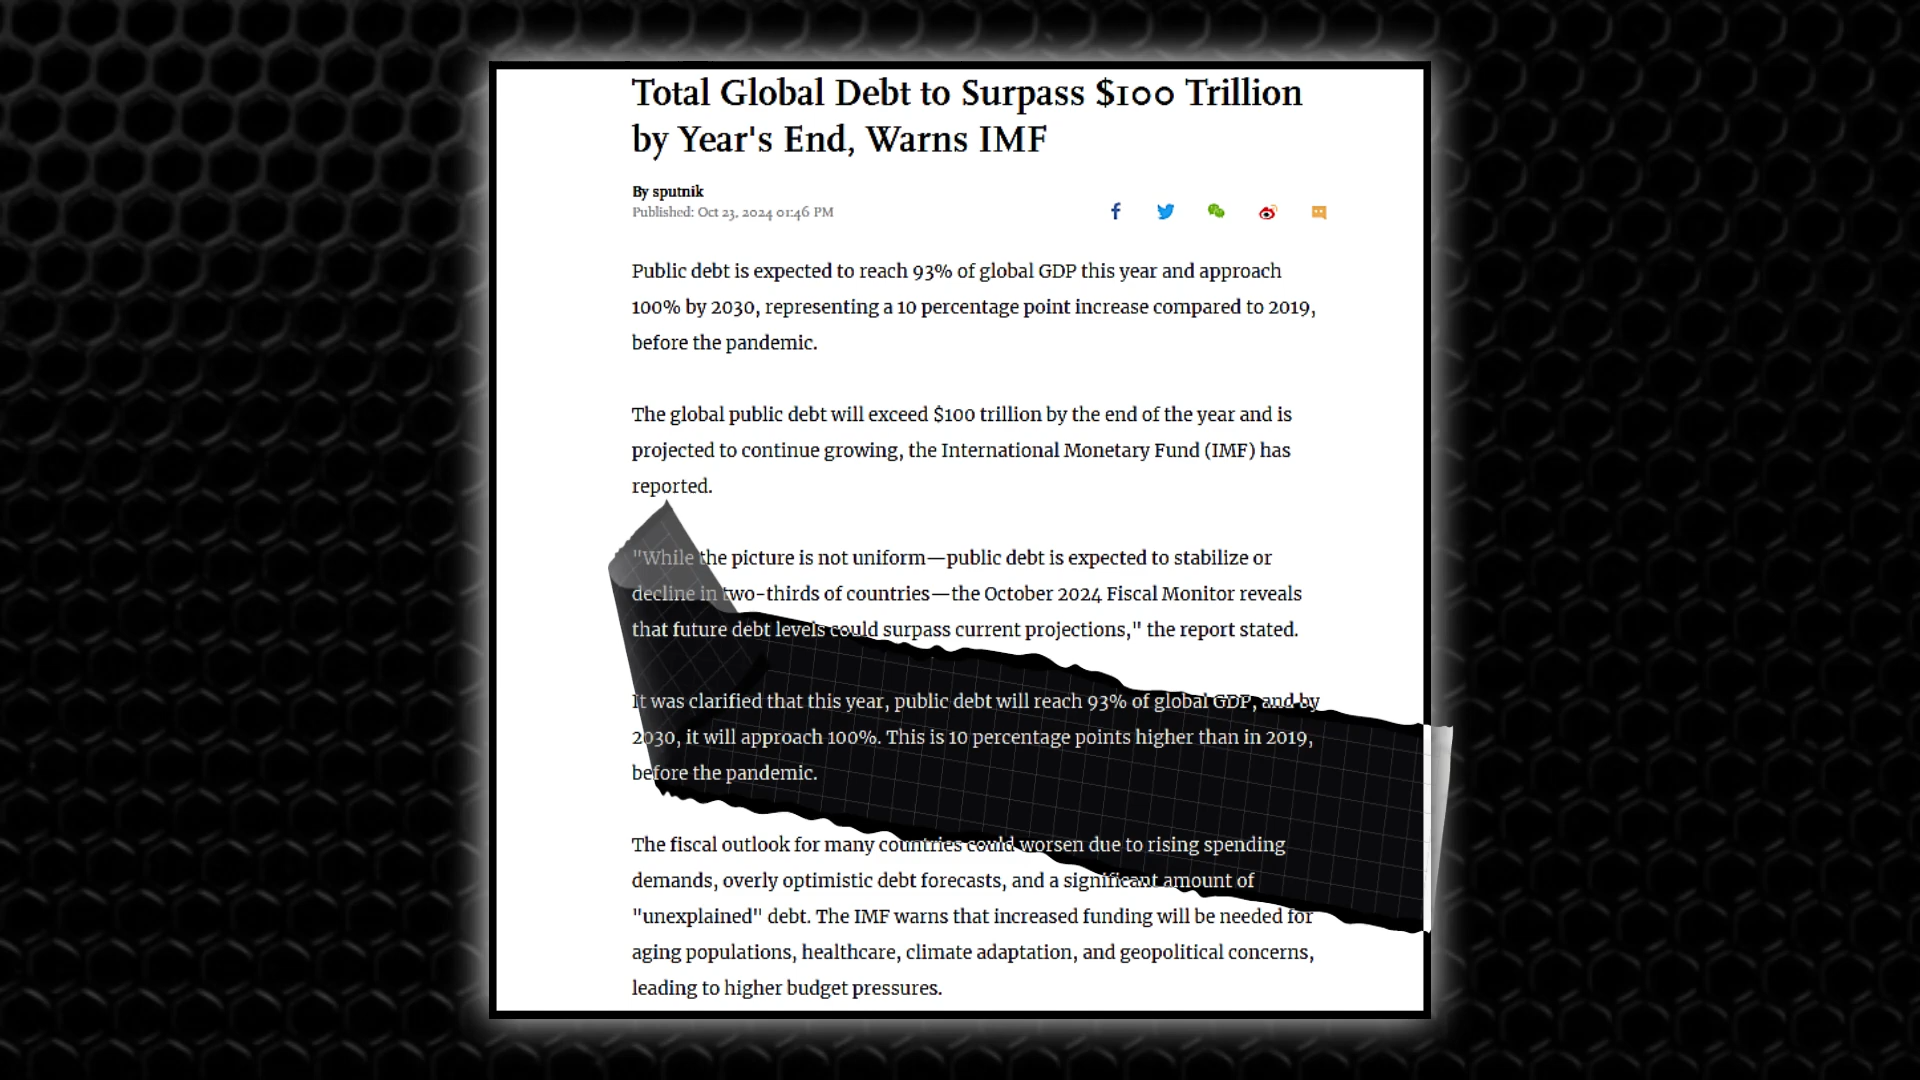 Total Global Debt to Surpass $100 Trillion
by Year's End, Warns IMF
By sputnik
Published: Oct 23, 2024 01:46 PM
Public debt is expected to reach 93% of global GDP this year and approach
100% by 2030, representing a 10 percentage point increase compared to 2019,
before the pandemic.
The global public debt will exceed $100 trillion by the end of the year and is
projected to continue growing, the International Monetary Fund (IMF) has
reported.
"While the picture is not uniform—public debt is expected to stabilize or
decline in two-thirds of countries—the October 2024 Fiscal Monitor reveals
that future debt levels could surpass current projections," the report stated.
It was clarified that this year, public debt will reach 93% of global GDP, and by
2030, it will approach 100%. This is 10 percentage points higher than in 2019,
before the pandemic.
The fiscal outlook for many countries could worsen due to rising spending
demands, overly optimistic debt forecasts, and a significant amount of
"unexplained" debt. The IMF warns that increased funding will be needed for
aging populations, healthcare, climate adaptation, and geopolitical concerns,
leading to higher budget pressures.